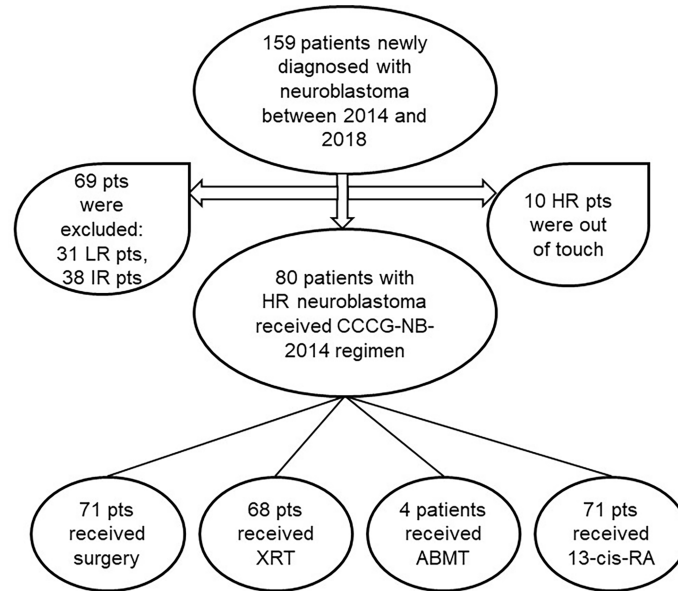 159 patients newly
diagnosed with
neuroblastoma
between 2014 and
2018
69 pts
were
excluded:
31 LR pts,
38 IR pts
10 HR pts
were out
of touch
80 patients with
HR neuroblastoma
received CCCG-NB-
2014 regimen
71 pts
received
surgery
68 pts
received
XRT
4 patients
received
ABMT
71 pts
received
13-cis-RA